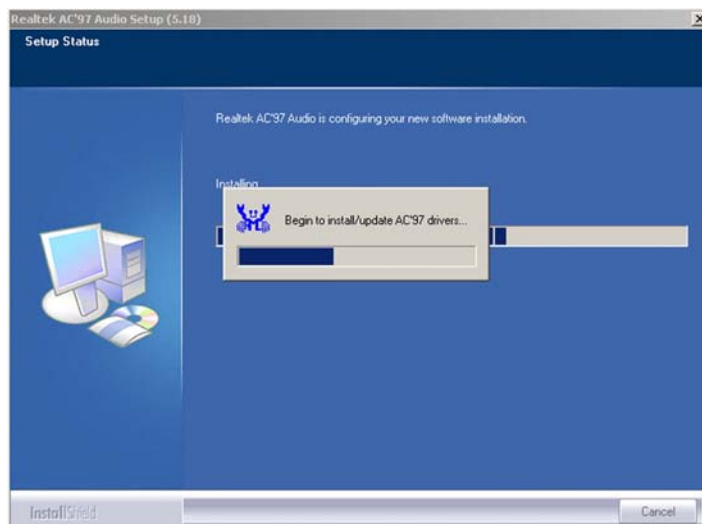 Realtek AC'97 Audio Setup (5.18)
Setup Status
Realtek AC'97 Audio is configuring your new software installation.
Installing
Begin to install/update AC'97 drivers...
InstallShield
Cancel